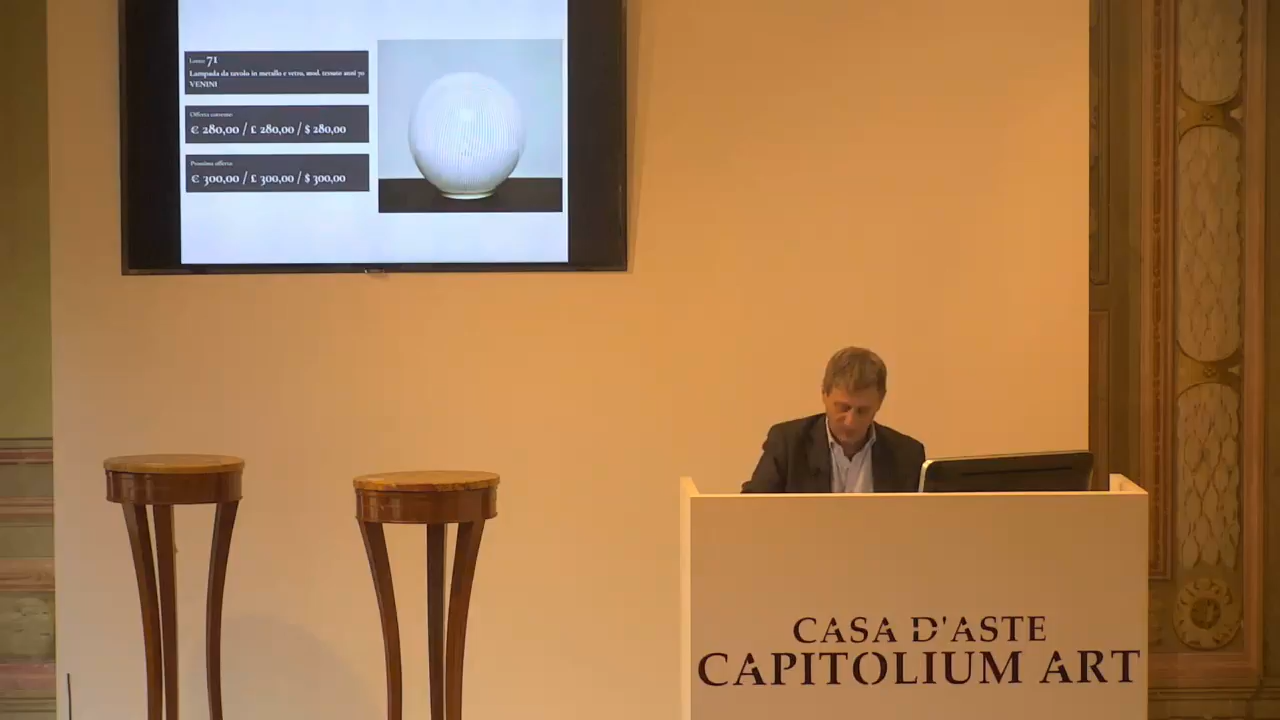 Lotto 71
Lampada da tavolo in metallo e vetro, mod. tessuto anni 70
VENINI
Offerta corrente:
€ 280,00 / £ 280,00 / $ 280,00
Prossima offerta:
€ 300,00 / £ 300,00 / $ 300,00
CASA D'ASTE
CAPITOLIUM ART